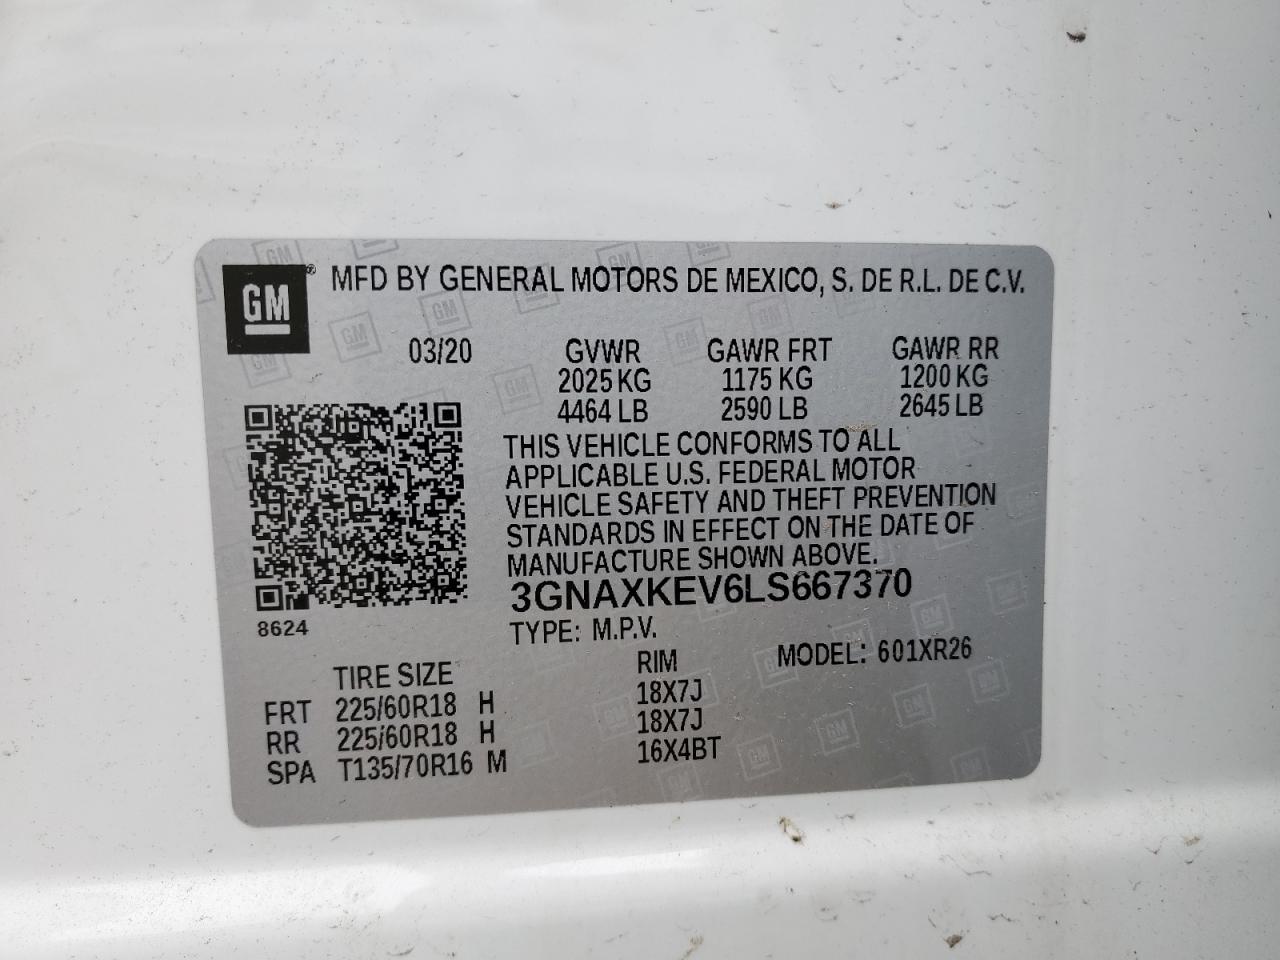 GM® MFD BY GENERAL MOTORS DE MEXICO, S. DE R.L. DE C.V.
03/20 GVWR GAWR FRT GAWR RR
2025 KG 1175 KG 1200 KG
4464 LB 2590 LB 2645 LB
THIS VEHICLE CONFORMS TO ALL
APPLICABLE U.S. FEDERAL MOTOR
VEHICLE SAFETY AND THEFT PREVENTION
STANDARDS IN EFFECT ON THE DATE OF
MANUFACTURE SHOWN ABOVE.
3GNAXKEV6LS667370
8624
TYPE: M.P.V.
TIRE SIZE RIM MODEL: 601XR26
FRT 225/60R18 H 18X7J
RR 225/60R18 H 18X7J
SPA T135/70R16 M 16X4BT